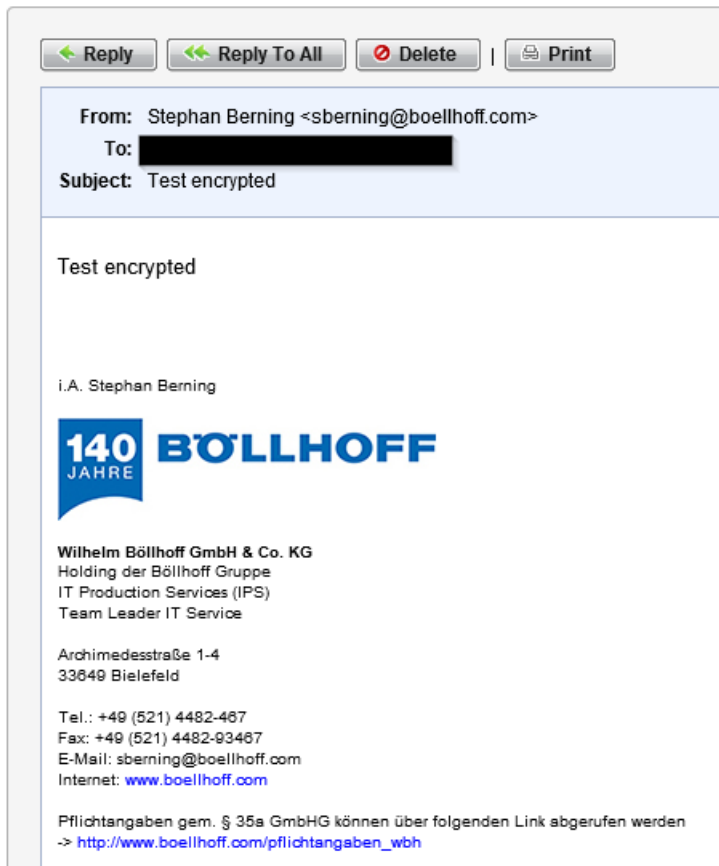 Reply Reply To All Delete | Print
From: Stephan Berning <sberning@boellhoff.com>
To:
Subject: Test encrypted
Test encrypted
i.A. Stephan Berning
140 JAHRE BÖLLHOFF
Wilhelm Böllhoff GmbH & Co. KG
Holding der Böllhoff Gruppe
IT Production Services (IPS)
Team Leader IT Service
Archimedesstraße 1-4
33649 Bielefeld
Tel.: +49 (521) 4482-467
Fax: +49 (521) 4482-93467
E-Mail: sberning@boellhoff.com
Internet: www.boellhoff.com
Pflichtangaben gem. § 35a GmbHG können über folgenden Link abgerufen werden
-> http://www.boellhoff.com/pflichtangaben_wbh